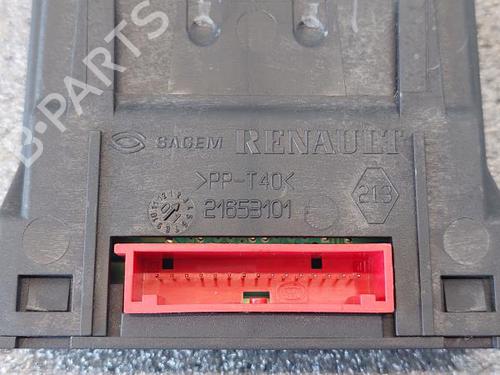 B-PARTS
SAGEM RENAULT
>PP-T40<
213
21653101